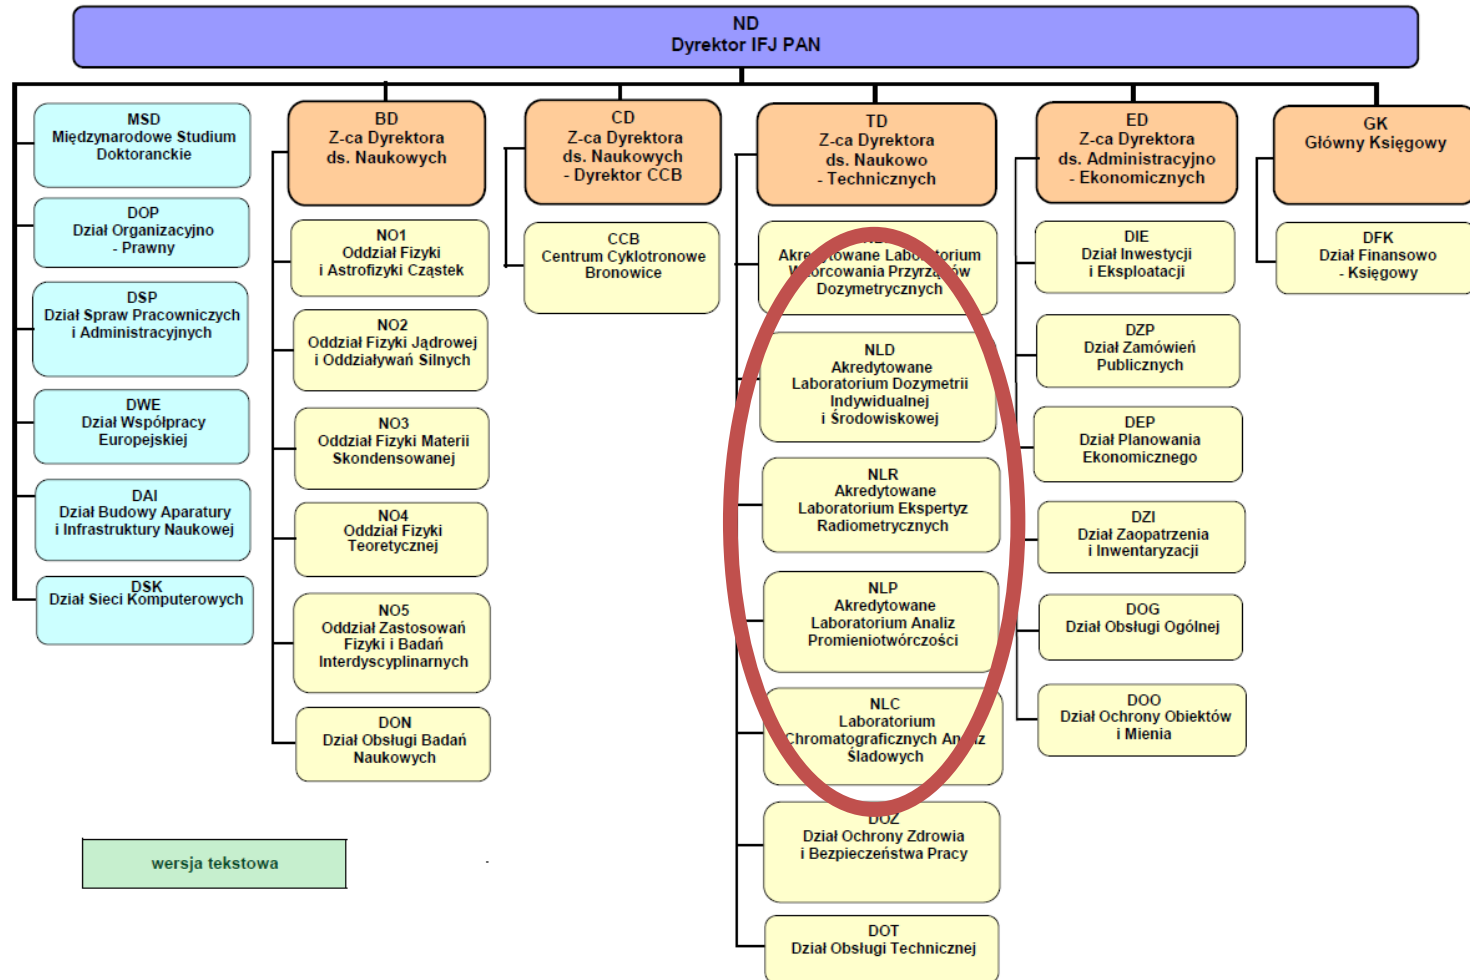 ND
Dyrektor IFJ PAN
MSD
Międzynarodowe Studium
Doktoranckie
DOP
Dział Organizacyjno
- Prawny
DSP
Dział Spraw Pracowniczych
i Administracyjnych
DWE
Dział Współpracy
Europejskiej
DAI
Dział Budowy Aparatury
i Infrastruktury Naukowej
DSK
Dział Sieci Komputerowych
BD
Z-ca Dyrektora
ds. Naukowych
NO1
Oddział Fizyki
i Astrofizyki Cząstek
NO2
Oddział Fizyki Jądrowej
i Oddziaływań Silnych
NO3
Oddział Fizyki Materii
Skondensowanej
NO4
Oddział Fizyki
Teoretycznej
NO5
Oddział Zastosowań
Fizyki i Badań
Interdyscyplinarnych
DON
Dział Obsługi Badań
Naukowych
CD
Z-ca Dyrektora
ds. Naukowych
- Dyrektor CCB
CCB
Centrum Cyklotronowe
Bronowice
TD
Z-ca Dyrektora
ds. Naukowo
- Technicznych
Akredytowane Laboratorium
Wzorcowania Przyrządów
Dozymetrycznych
NLD
Akredytowane
Laboratorium Dozymetrii
Indywidualnej
i Środowiskowej
NLR
Akredytowane
Laboratorium Ekspertyz
Radiometrycznych
NLP
Akredytowane
Laboratorium Analiz
Promieniotwórczości
NLC
Laboratorium
Chromatograficznych Analiz
Śladowych
DOZ
Dział Ochrony Zdrowia
i Bezpieczeństwa Pracy
DOT
Dział Obsługi Technicznej
ED
Z-ca Dyrektora
ds. Administracyjno
- Ekonomicznych
DIE
Dział Inwestycji
i Eksploatacji
DZP
Dział Zamówień
Publicznych
DEP
Dział Planowania
Ekonomicznego
DZI
Dział Zaopatrzenia
i Inwentaryzacji
DOG
Dział Obsługi Ogólnej
DOO
Dział Ochrony Obiektów
i Mienia
GK
Główny Księgowy
DFK
Dział Finansowo
- Księgowy
wersja tekstowa